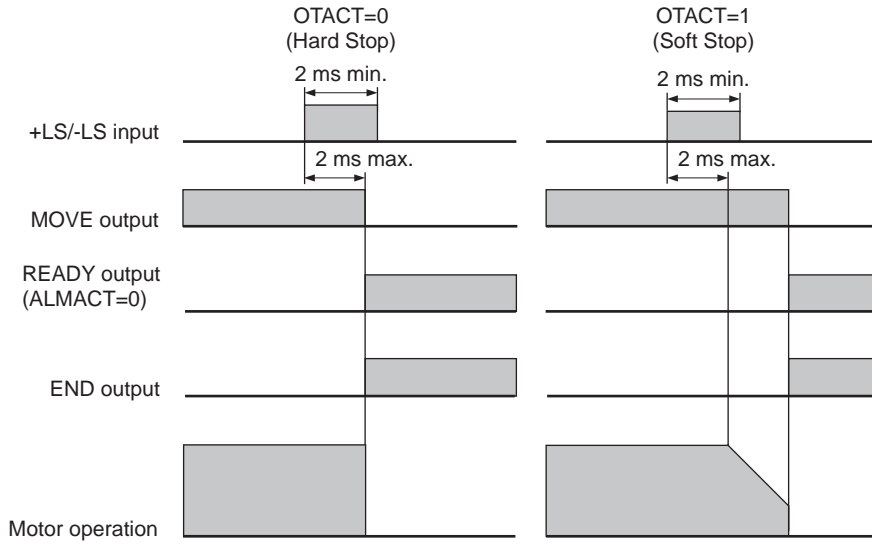 OTACT=0
(Hard Stop)
OTACT=1
(Soft Stop)
2 ms min.
2 ms min.
+LS/-LS input
2 ms max.
2 ms max.
MOVE output
READY output
(ALMACT=0)
END output
Motor operation